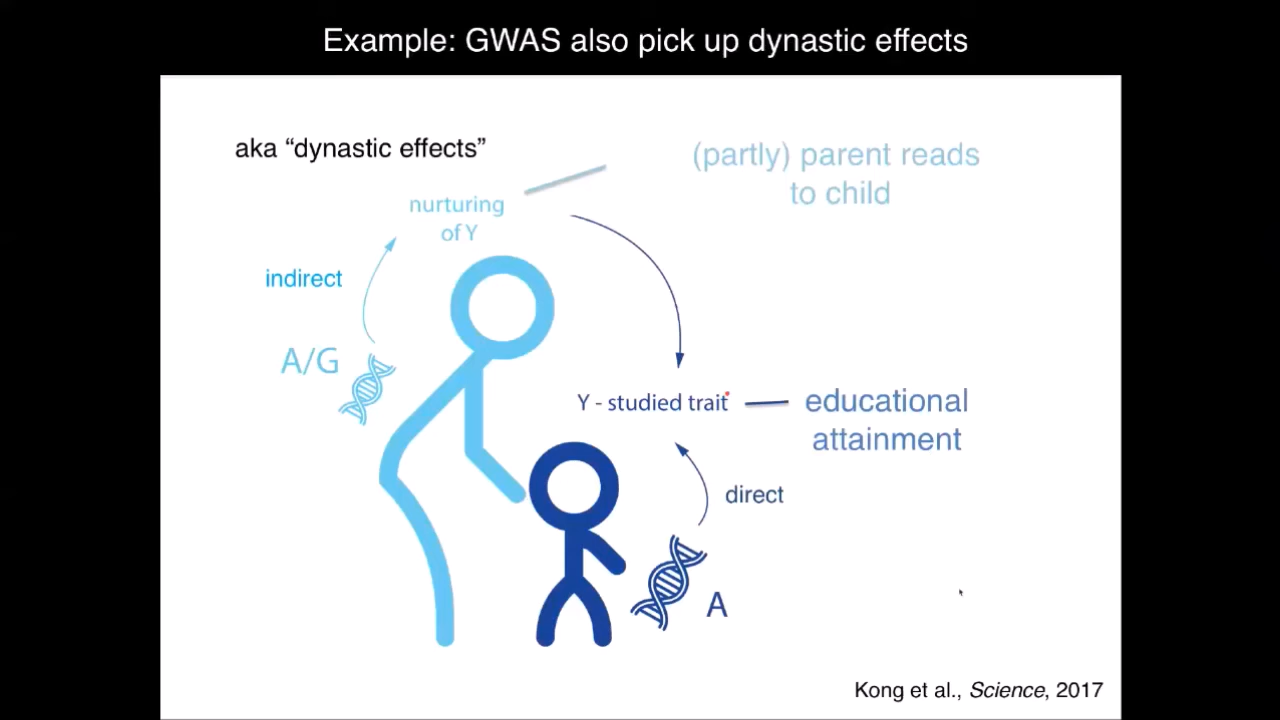 Example: GWAS also pick up dynastic effects
aka “dynastic effects”
(partly) parent reads
to child
nurturing
of Y
indirect
A/G
Y - studied trait
educational
attainment
direct
A
Kong et al., Science, 2017